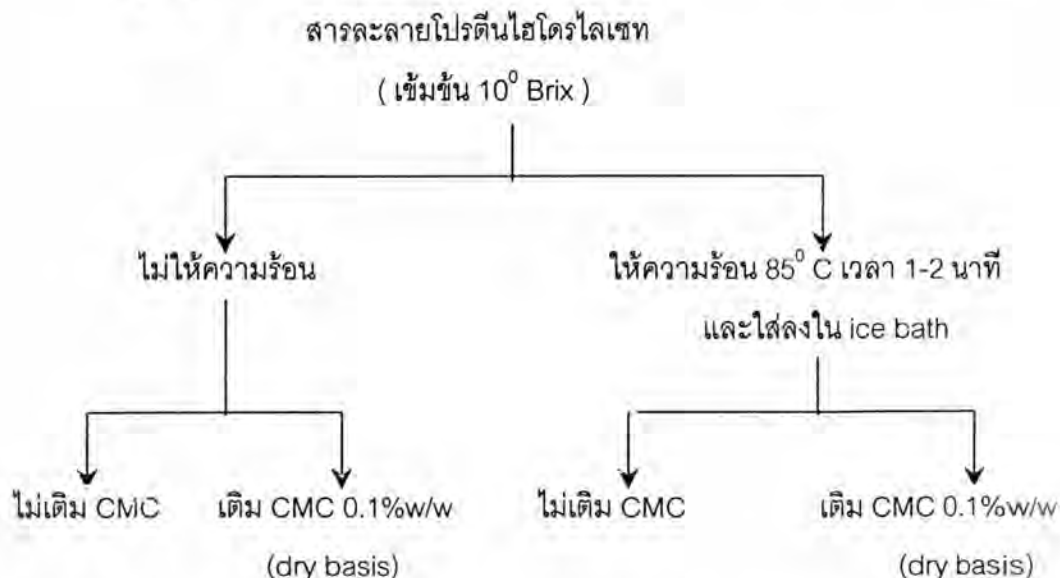 สารละลายโปรตีนไฮโดรไลเซท
( เข้มข้น 10⁰ Brix )
ไม่ให้ความร้อน
ให้ความร้อน 85⁰ C เวลา 1-2 นาที
และใส่ลงใน ice bath
ไม่เติม CMC
เติม CMC 0.1%w/w
(dry basis)
ไม่เติม CMC
เติม CMC 0.1%w/w
(dry basis)